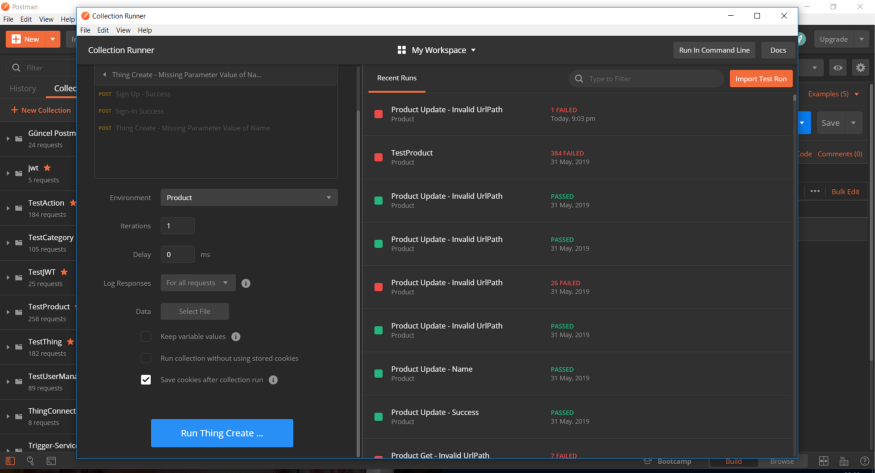 Postman
File Edit View Help
New
Filter
History
Collec
+ New Collection
Güncel Postm
24 requests
jwt
5 requests
TestAction
184 requests
TestCategory
105 requests
TestJWT
25 requests
TestProduct
258 requests
TestThing
182 requests
TestUserMana
89 requests
ThingConnect
8 requests
Trigger-Servic
Collection Runner
File Edit View Help
Collection Runner
My Workspace
Run In Command Line
Docs
Thing Create - Missing Parameter Value of Na...
POST Sign Up - Success
POST Sign-in Success
POST Thing Create - Missing Parameter Value of Name
Environment
Product
Iterations
1
Delay
0
ms
Log Responses
For all requests
Data
Select File
Keep variable values
Run collection without using stored cookies
Save cookies after collection run
Run Thing Create ...
Recent Runs
Type to Filter
Import Test Run
Product Update - Invalid UrlPath
Product
1 FAILED
Today, 9:03 pm
TestProduct
Product
384 FAILED
31 May, 2019
Product Update - Invalid UrlPath
Product
PASSED
31 May, 2019
Product Update - Invalid UrlPath
Product
PASSED
31 May, 2019
Product Update - Invalid UrlPath
Product
26 FAILED
31 May, 2019
Product Update - Invalid UrlPath
Product
PASSED
31 May, 2019
Product Update - Name
Product
PASSED
31 May, 2019
Product Update - Success
Product
PASSED
31 May, 2019
Product Get - Invalid UrlPath
7 FAILED
Upgrade
Examples (5)
Save
ode Comments (0)
Bulk Edit
Bootcamp
Build
Browse